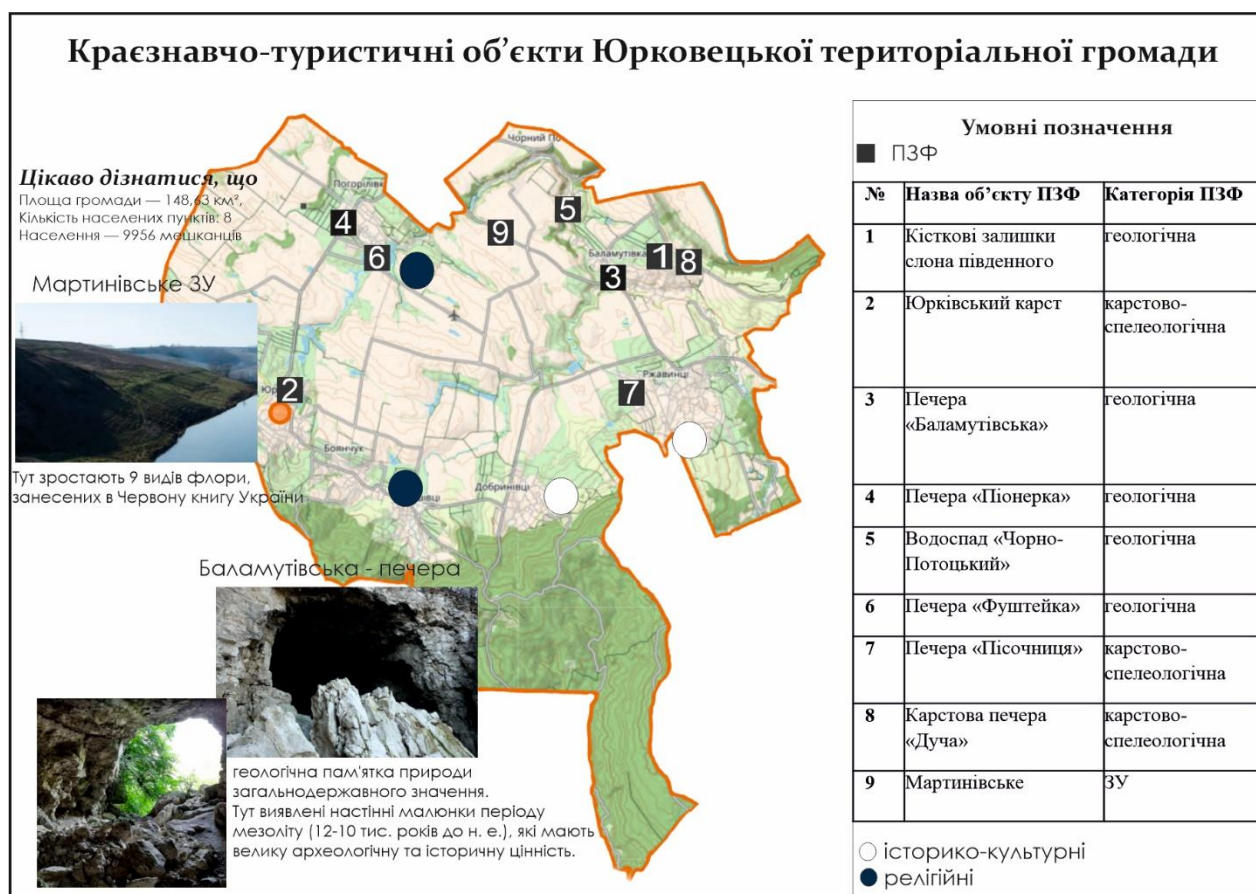 Краєзнавчо-туристичні об’єкти Юрковецької територіальної громади
Цікаво дізнатися, що
Площа громади — 148,63 км²,
Кількість населених пунктів: 8
Населення — 9956 мешканців
Мартинівське ЗУ
Тут зростають 9 видів флори,
занесених в Червону книгу України
Чорний По
Погорілівк
4
5
9
6
Баламутівка
1
8
3
Ржавинці
7
Юр
2
Боянчук
Добринівці
івці
Баламутівська - печера
геологічна пам'ятка природи
загальнодержавного значення.
Тут виявлені настінні малюнки періоду
мезоліту (12-10 тис. років до н. е.), які мають
велику археологічну та історичну цінність.
Умовні позначення
ПЗФ
№ Назва об’єкту ПЗФ Категорія ПЗФ
1 Кісткові залишки геологічна
слона південного
2 Юрківський карст карстово-
спелеологічна
3 Печера геологічна
«Баламутівська»
4 Печера «Піонерка» геологічна
5 Водоспад «Чорно- геологічна
Потоцький»
6 Печера «Фуштейка» геологічна
7 Печера «Пісочниця» карстово-
спелеологічна
8 Карстова печера карстово-
«Дуча» спелеологічна
9 Мартинівське ЗУ
історико-культурні
релігійні